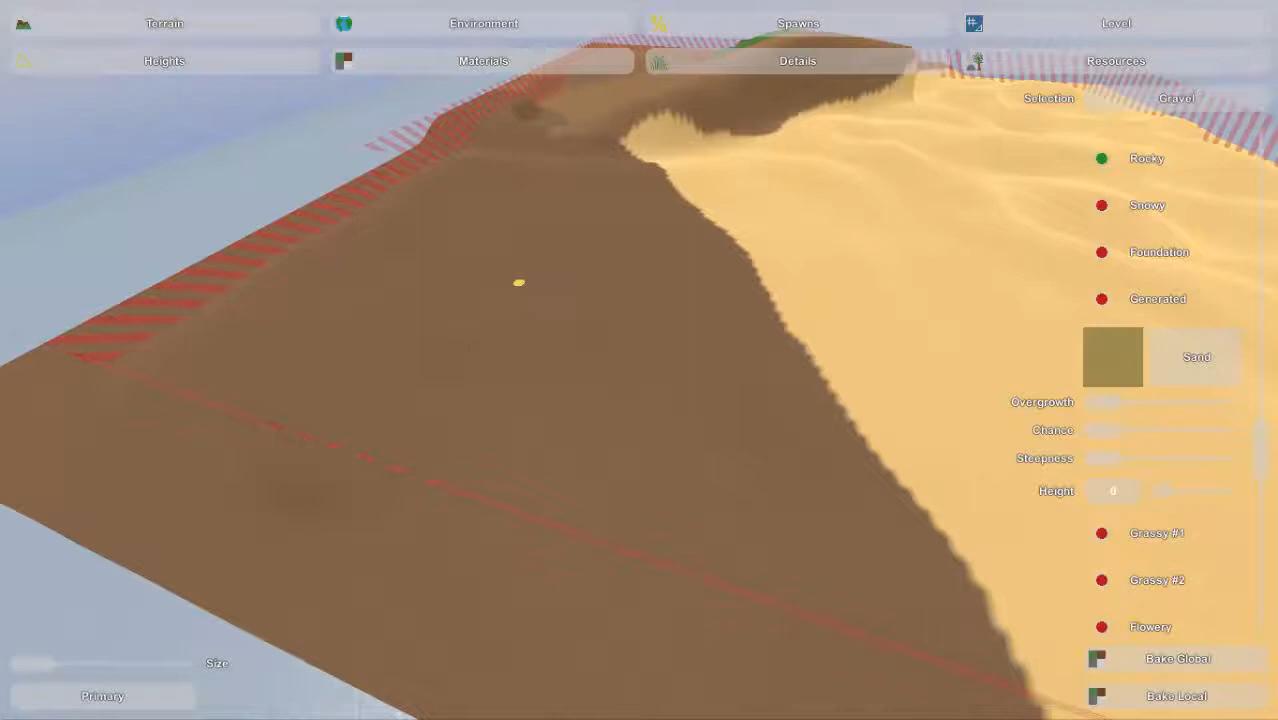 Terrain
Environment
Spawns
Level
Heights
Materials
Details
Resources
Selection
Gravel
Rocky
Snowy
Foundation
Generated
Sand
Overgrowth
Chance
Steepness
Height
0
Grassy #1
Grassy #2
Flowery
Size
Bake Global
Primary
Bake Local